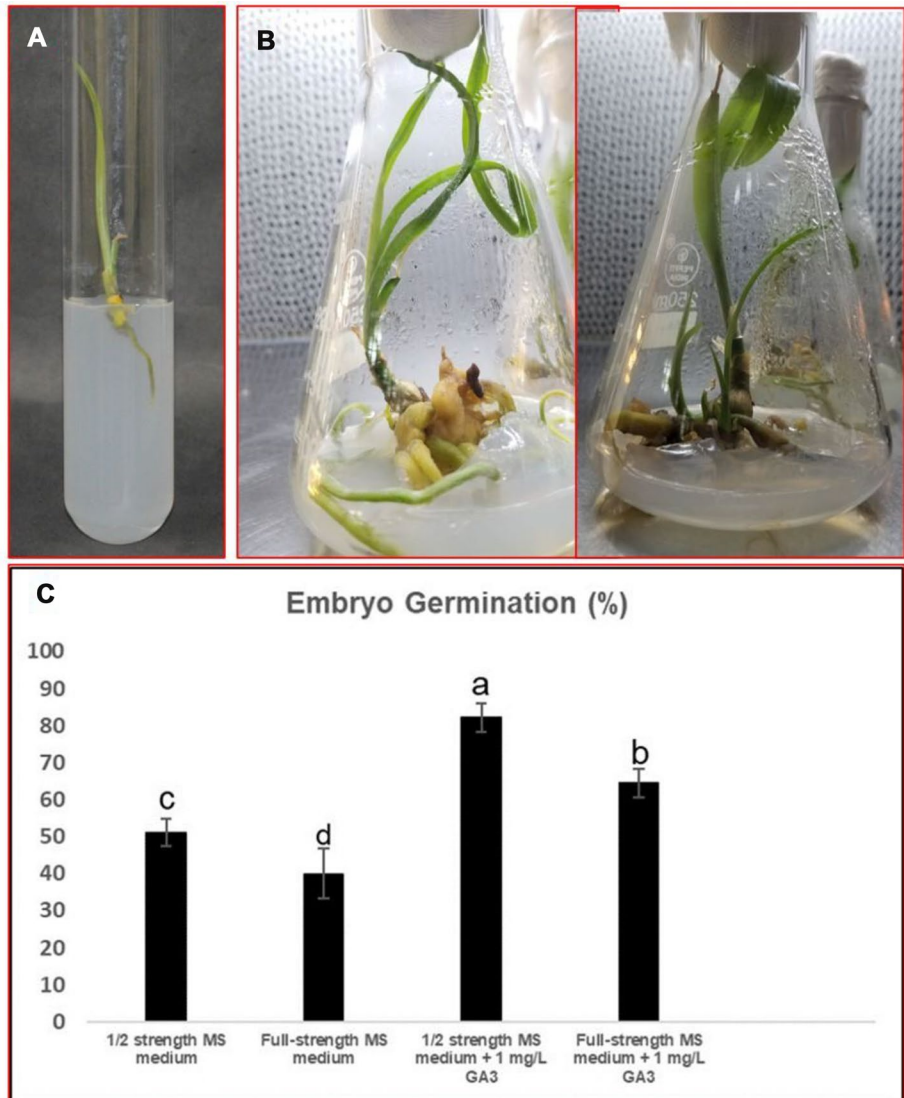 A
B
250m
C
Embryo Germination (%)
100
90
80
70
60
50
40
30
20
10
0
c
d
a
b
1/2 strength MS
medium
Full-strength MS
medium
1/2 strength MS
medium + 1 mg/L
GA3
Full-strength MS
medium + 1 mg/L
GA3